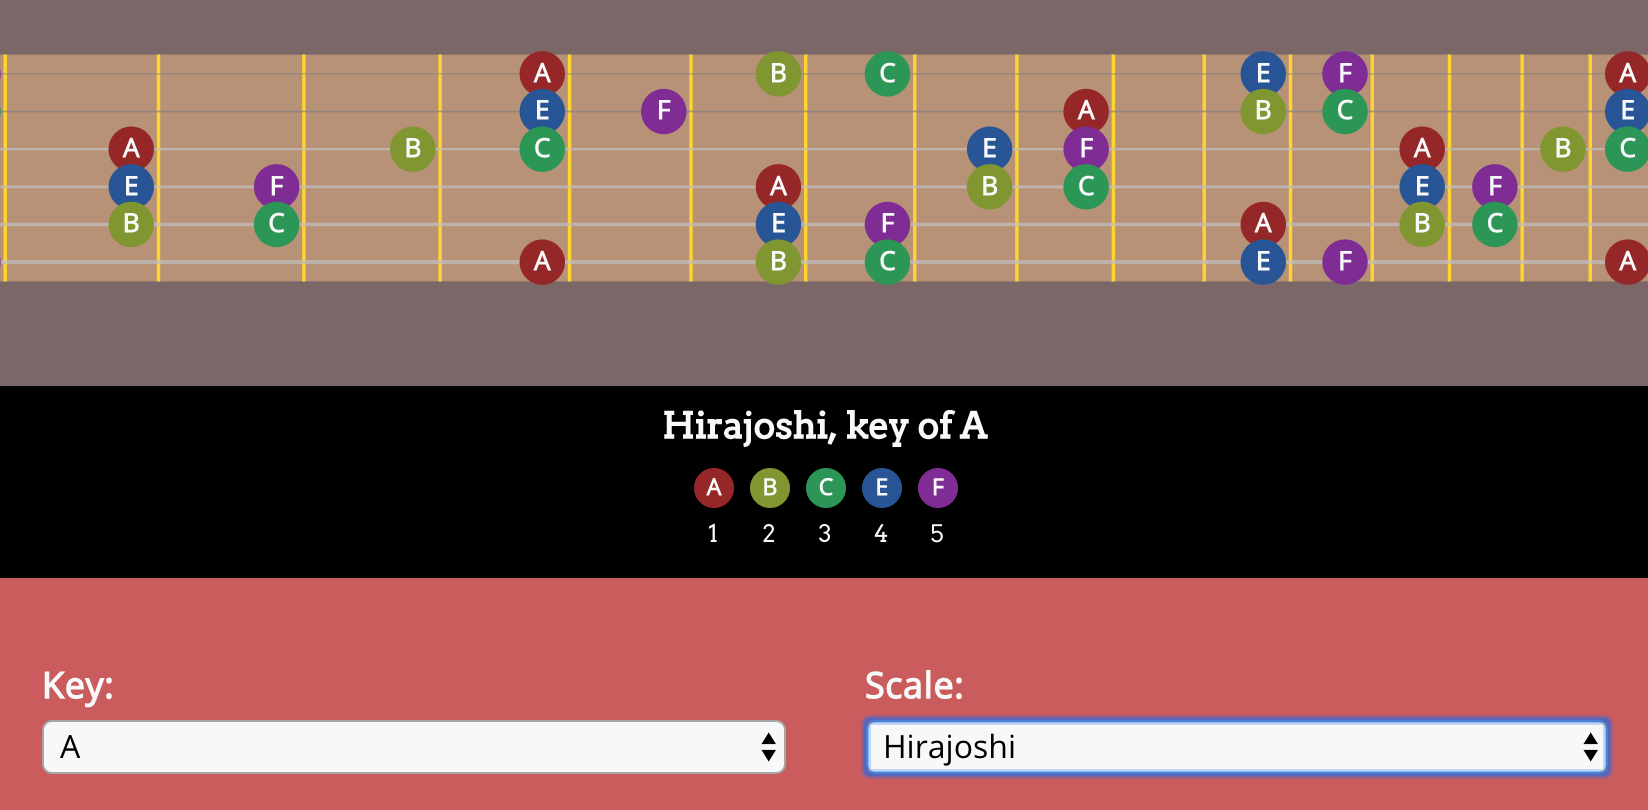 A B C E F A
E F A B C E
A B C E F A B C
E F A B C E F
B C E F A B C
A B C E F A
Hirajoshi, key of A
A B C E F
1 2 3 4 5
Key: Scale:
A Hirajoshi